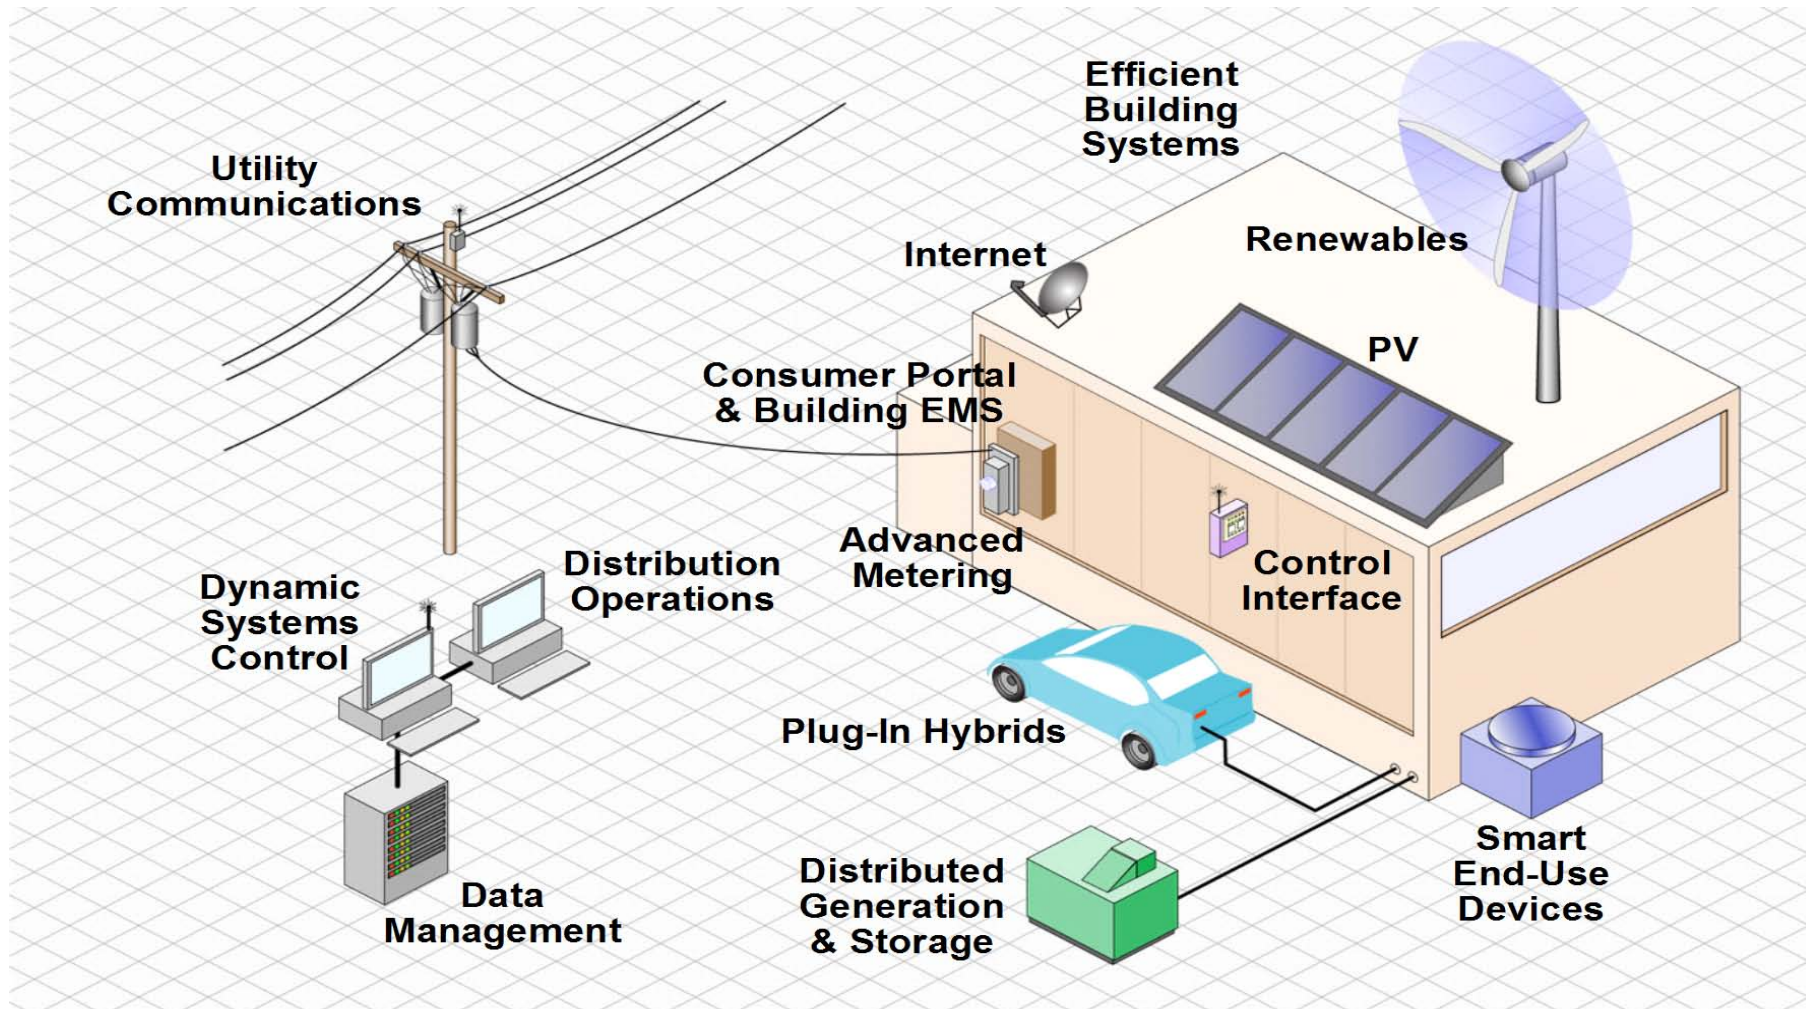 Efficient
Building
Systems
Utility
Communications
Renewables
Internet
PV
Consumer Portal
& Building EMS
Advanced
Metering
Control
Interface
Distribution
Operations
Dynamic
Systems
Control
Plug-In Hybrids
Smart
End-Use
Devices
Distributed
Generation
& Storage
Data
Management